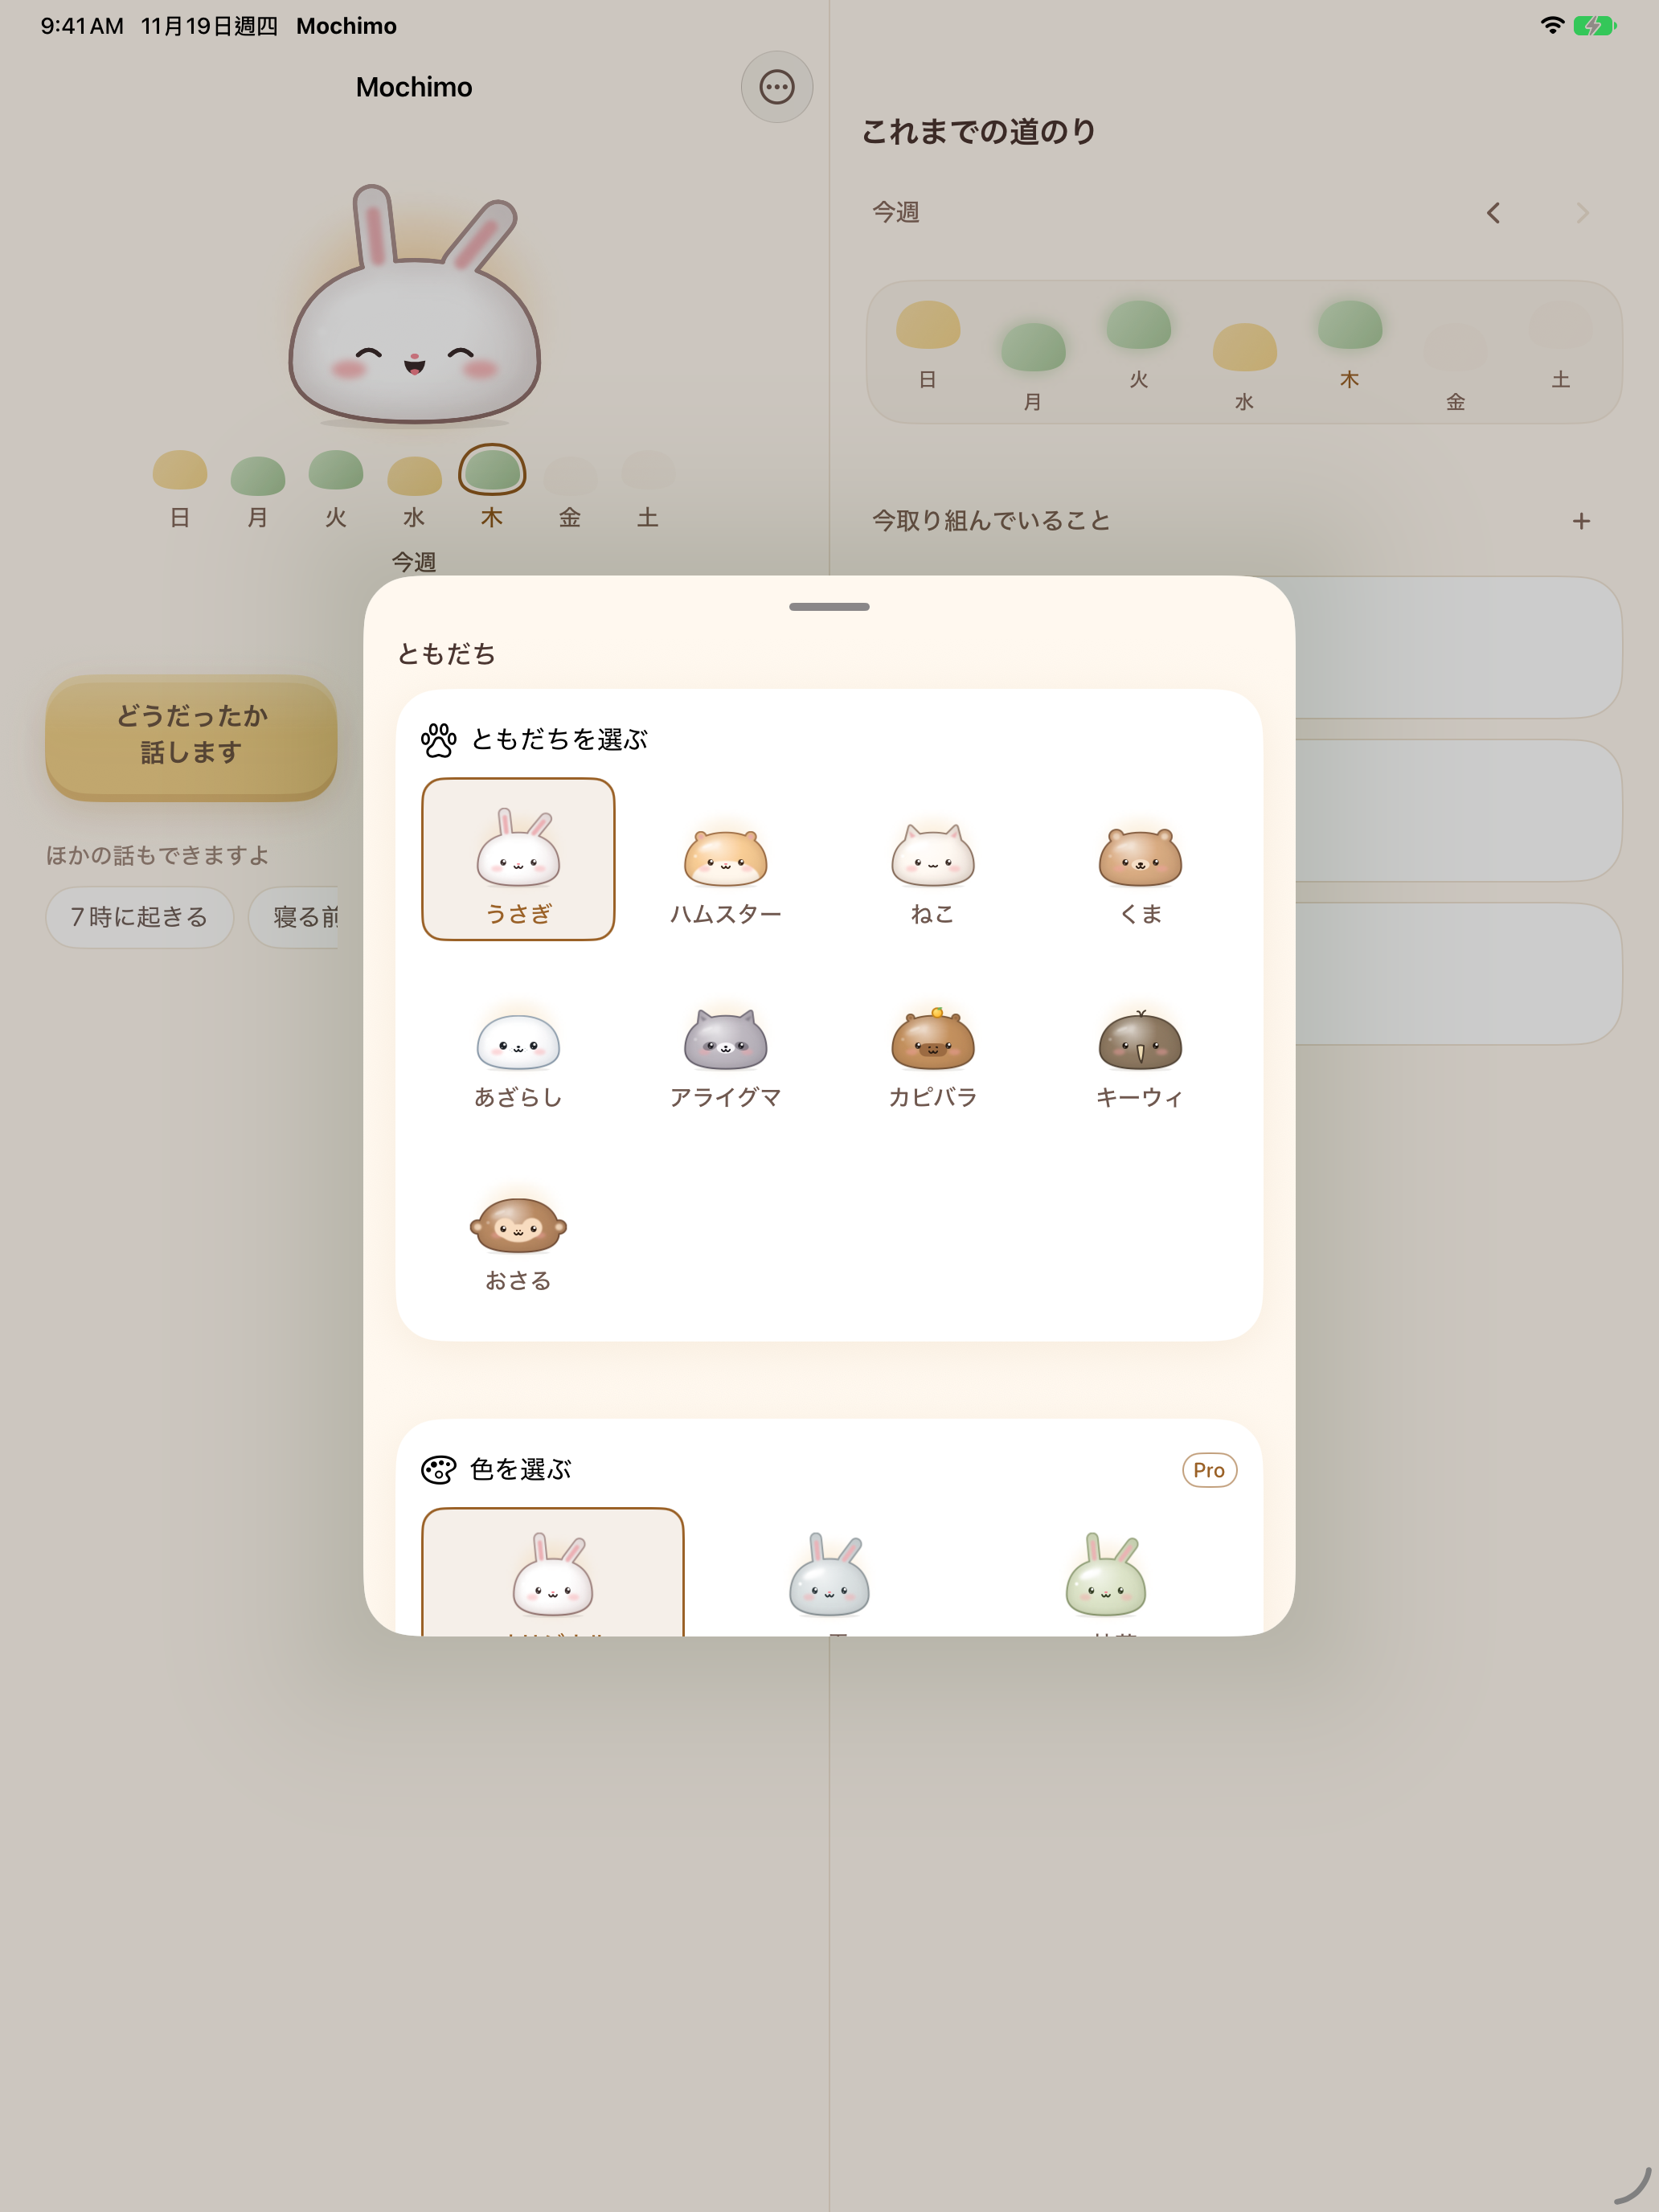 9:41 AM 11月19日週四 Mochimo
Mochimo
日 月 火 水 木 金 土
今週
どうだったか
話します
ほかの話もできますよ
7時に起きる 寝る前
これまでの道のり
今週
日 月 火 水 木 金 土
今取り組んでいること
ともだち
ともだちを選ぶ
うさぎ ハムスター ねこ くま
あざらし アライグマ カピバラ キーウィ
おさる
色を選ぶ
Pro